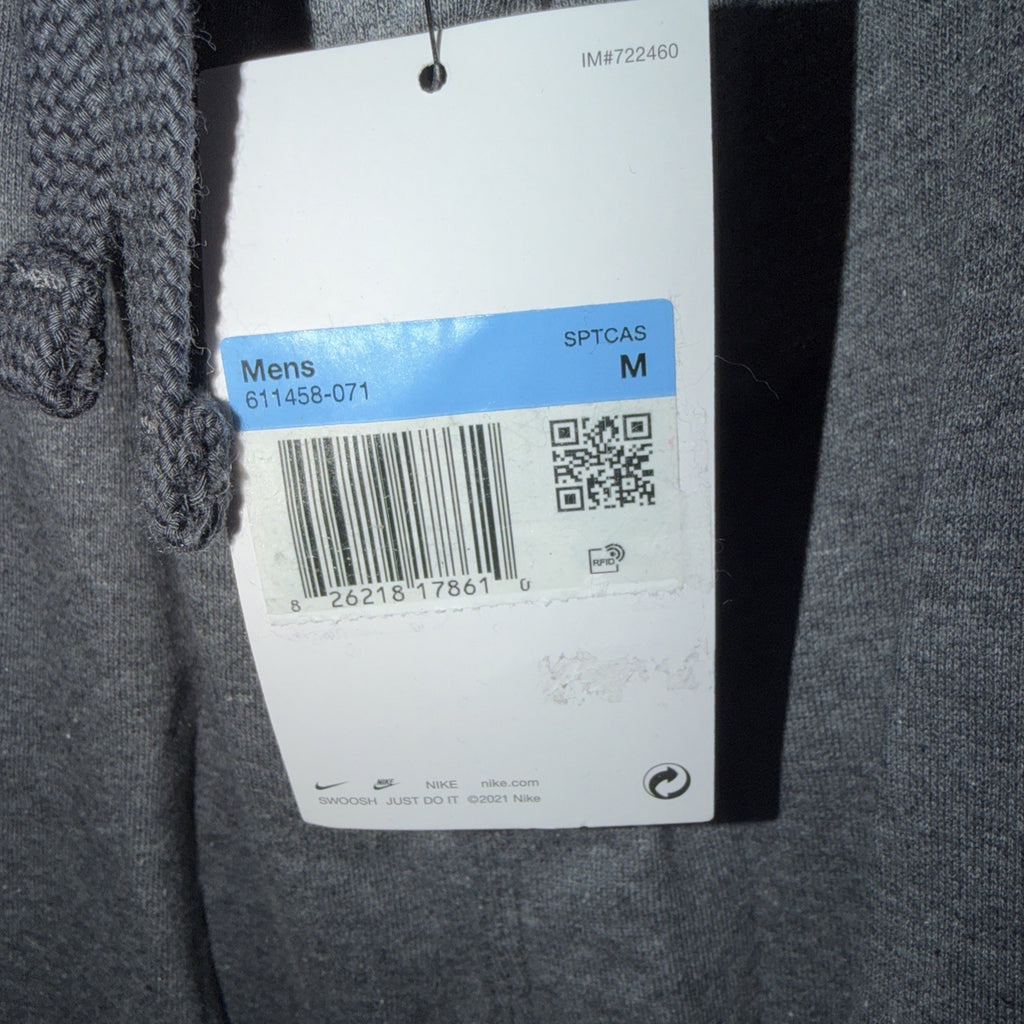 IM#722460
SPTCAS
Mens M
611458-071
RFID
8 26218 17861 0
NIKE NIKE nike.com
SWOOSH JUST DO IT ©2021 Nike